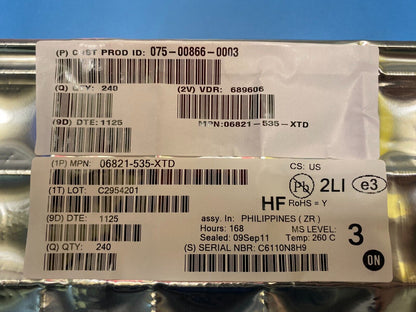 (P) CUST PROD ID: 075-00866-0003
(Q) QTY: 240
(2V) VDR: 689606
(9D) DTE: 1125
MPN: 06821-535-XTD
(1P) MPN: 06821-535-XTD
CS: US
(1T) LOT: C2954201
Pb 2LI e3
HF RoHS = Y
(9D) DTE: 1125
assy. In: PHILIPPINES ( ZR )
Hours: 168
MS LEVEL: 3
Sealed: 09Sep11
Temp: 260 C
(Q) QTY: 240
(S) SERIAL NBR: C6110N8H9
ON